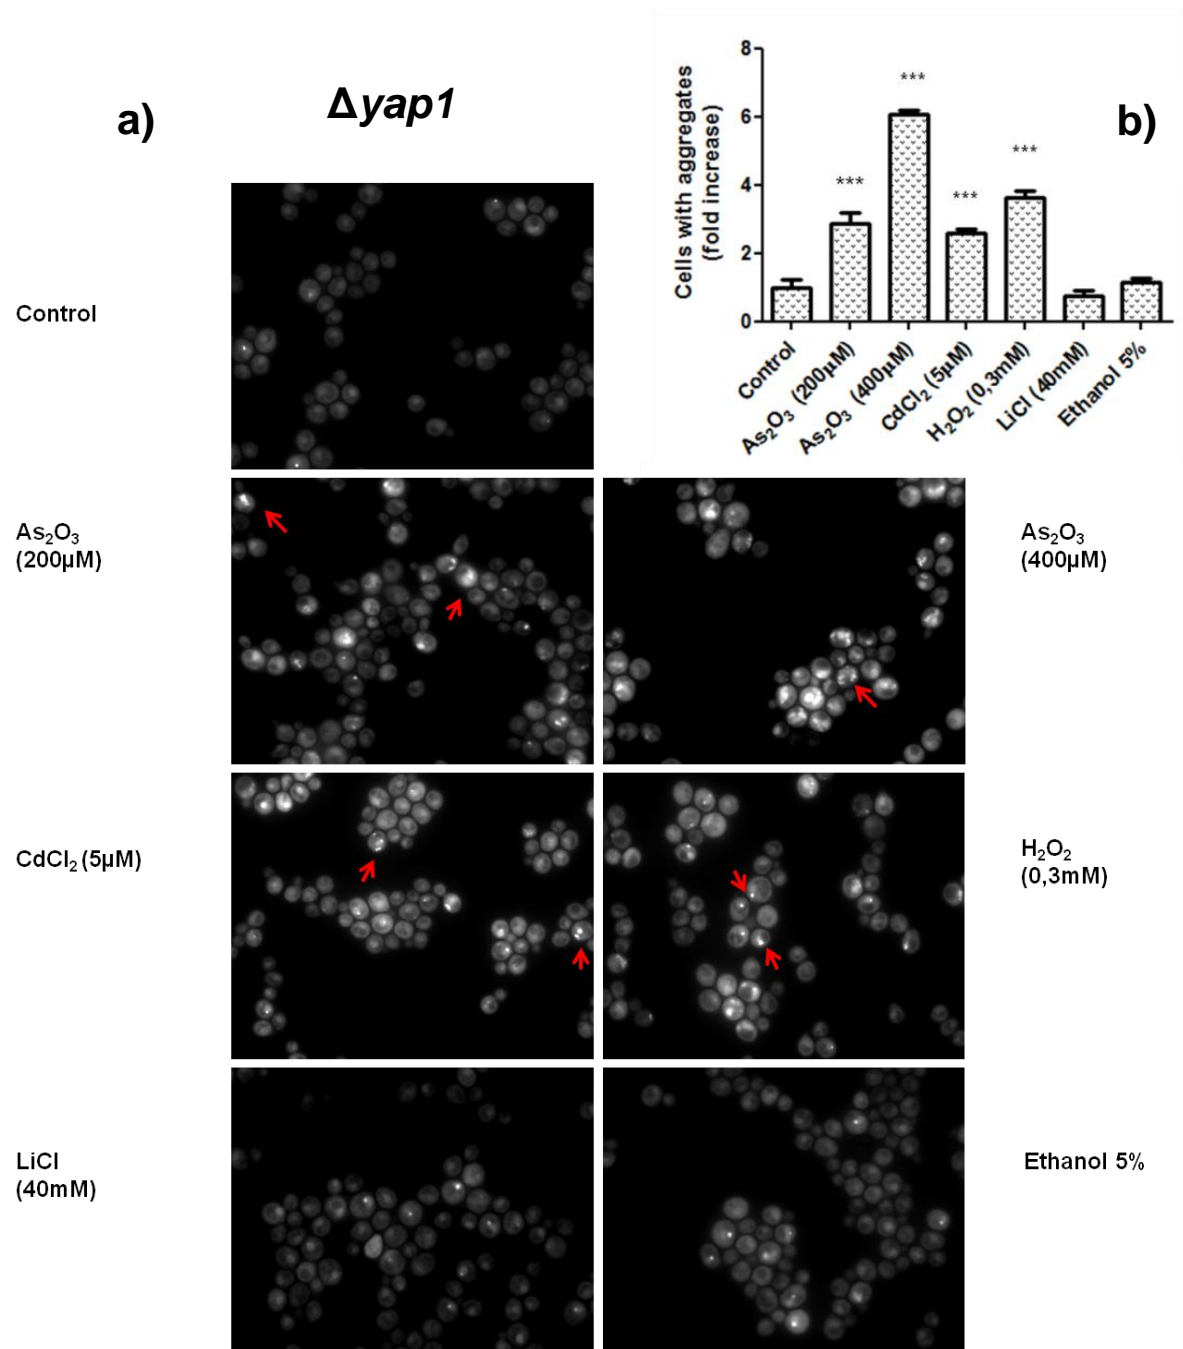 a)
Δyap1
b)
Cells with aggregates
(fold increase)
8
6
4
2
0
***
***
***
***
Control
As₂O₃ (200µM)
As₂O₃ (400µM)
CdCl₂ (5µM)
H₂O₂ (0,3mM)
LiCl (40mM)
Ethanol 5%
Control
As₂O₃
(200µM)
As₂O₃
(400µM)
CdCl₂ (5µM)
H₂O₂
(0,3mM)
LiCl
(40mM)
Ethanol 5%